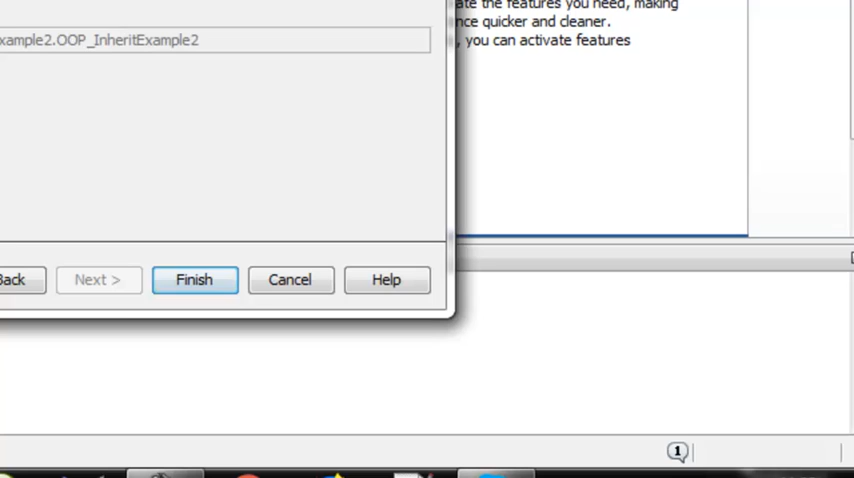 ate the features you need, making
nce quicker and cleaner.
, you can activate features
xample2.OOP_InheritExample2
Back
Next >
Finish
Cancel
Help
1